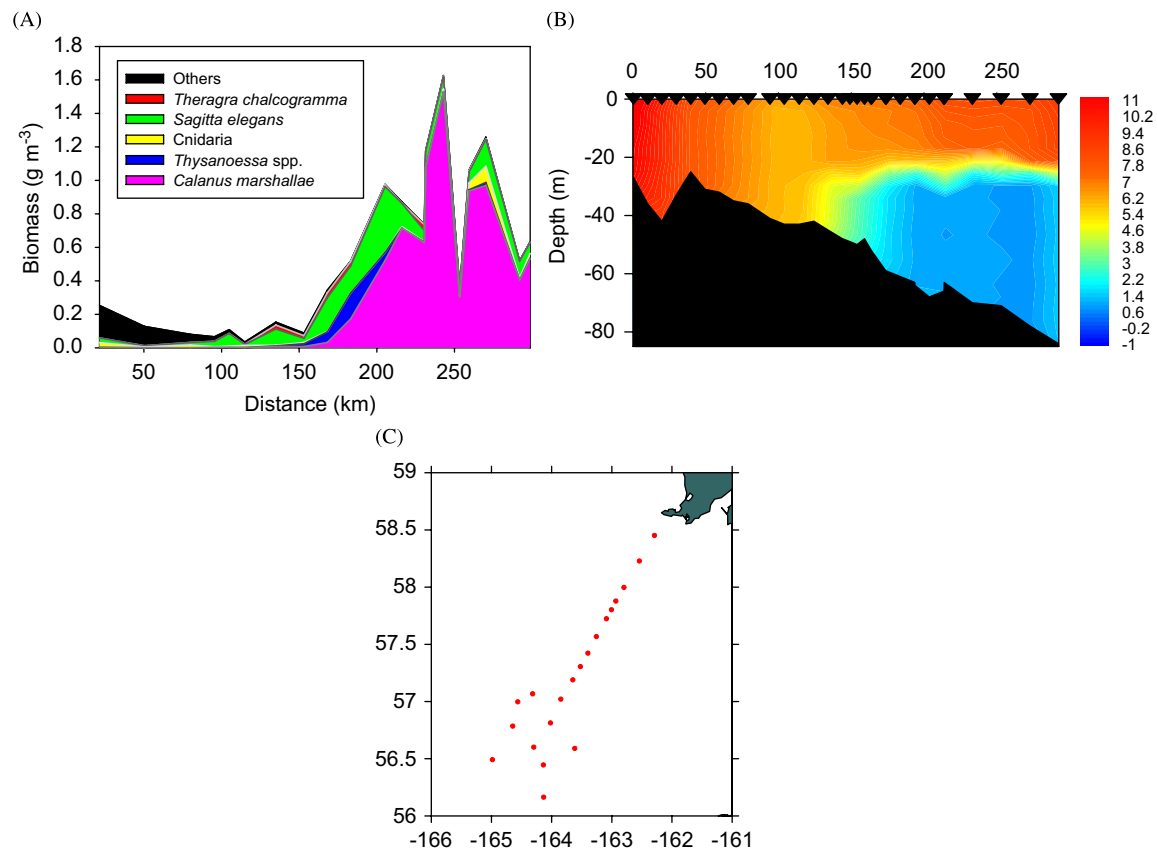 (A)
1.8
1.6
1.4
1.2
1.0
0.8
0.6
0.4
0.2
0.0
Biomass (g m⁻³)
Others
Theragra chalcogramma
Sagitta elegans
Cnidaria
Thysanoessa spp.
Calanus marshallae
50 100 150 200 250
Distance (km)
(B)
0 50 100 150 200 250
0
-20
-40
-60
-80
Depth (m)
11
10.2
9.4
8.6
7.8
7
6.2
5.4
4.6
3.8
3
2.2
1.4
0.6
-0.2
-1
(C)
59
58.5
58
57.5
57
56.5
56
-166 -165 -164 -163 -162 -161